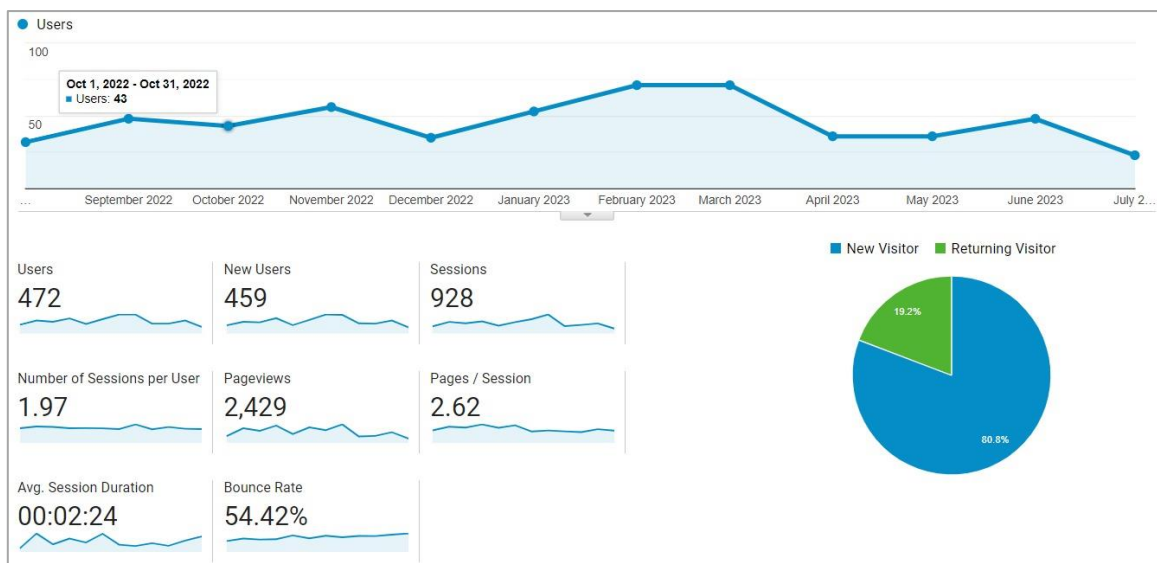 Users
100
Oct 1, 2022 - Oct 31, 2022
Users: 43
50
...
September 2022
October 2022
November 2022
December 2022
January 2023
February 2023
March 2023
April 2023
May 2023
June 2023
July 2...
New Visitor
Returning Visitor
Users
472
New Users
459
Sessions
928
Number of Sessions per User
1.97
Pageviews
2,429
Pages / Session
2.62
Avg. Session Duration
00:02:24
Bounce Rate
54.42%
19.2%
80.8%